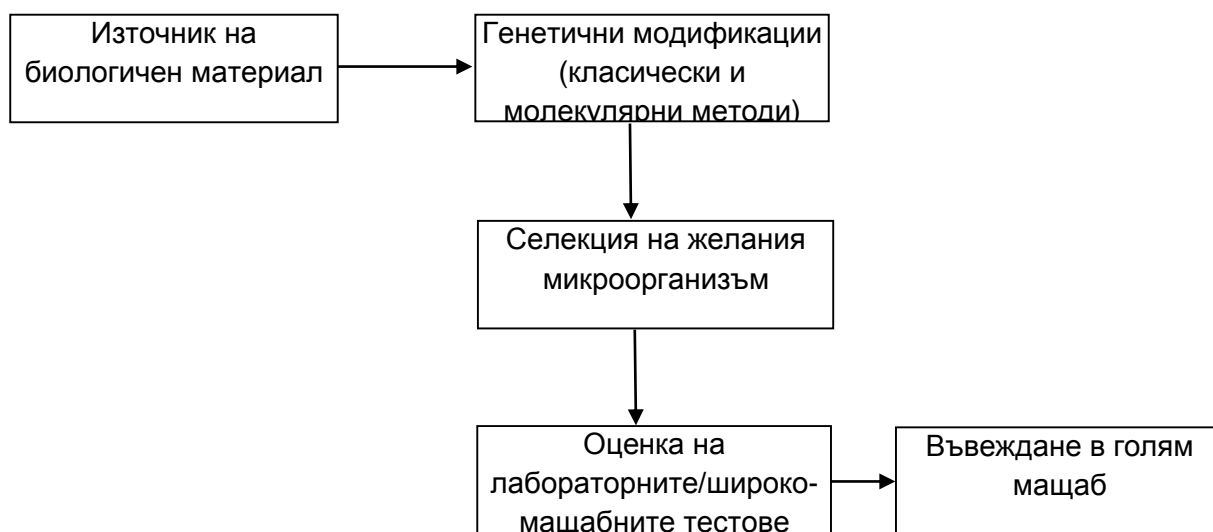 Източник на
биологичен материал
Генетични модификации
(класически и
молекулярни методи)
Селекция на желания
микроорганизъм
Оценка на
лабораторните/широко-
мащабните тестове
Въвеждане в голям
мащаб